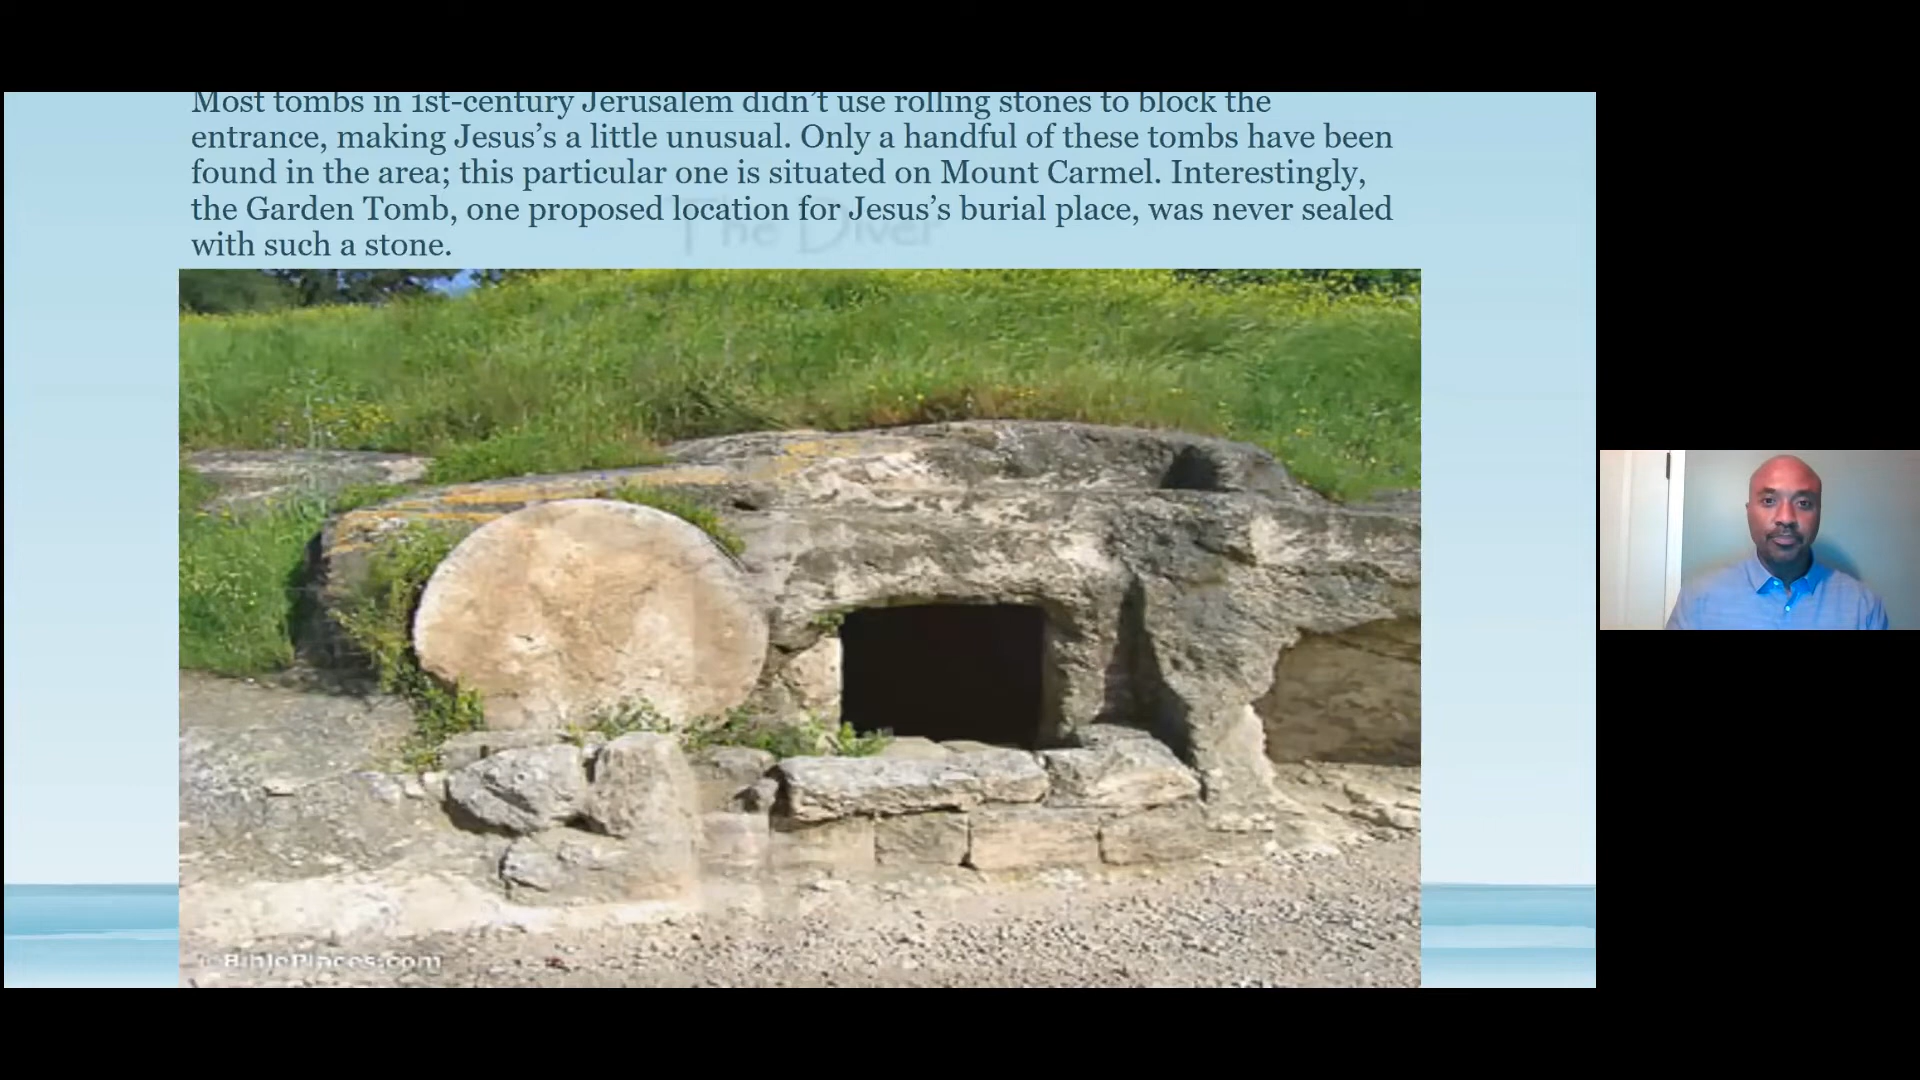 Most tombs in 1st-century Jerusalem didn't use rolling stones to block the
entrance, making Jesus's a little unusual. Only a handful of these tombs have been
found in the area; this particular one is situated on Mount Carmel. Interestingly,
the Garden Tomb, one proposed location for Jesus's burial place, was never sealed
with such a stone.
The Diver
BiblePlaces.com